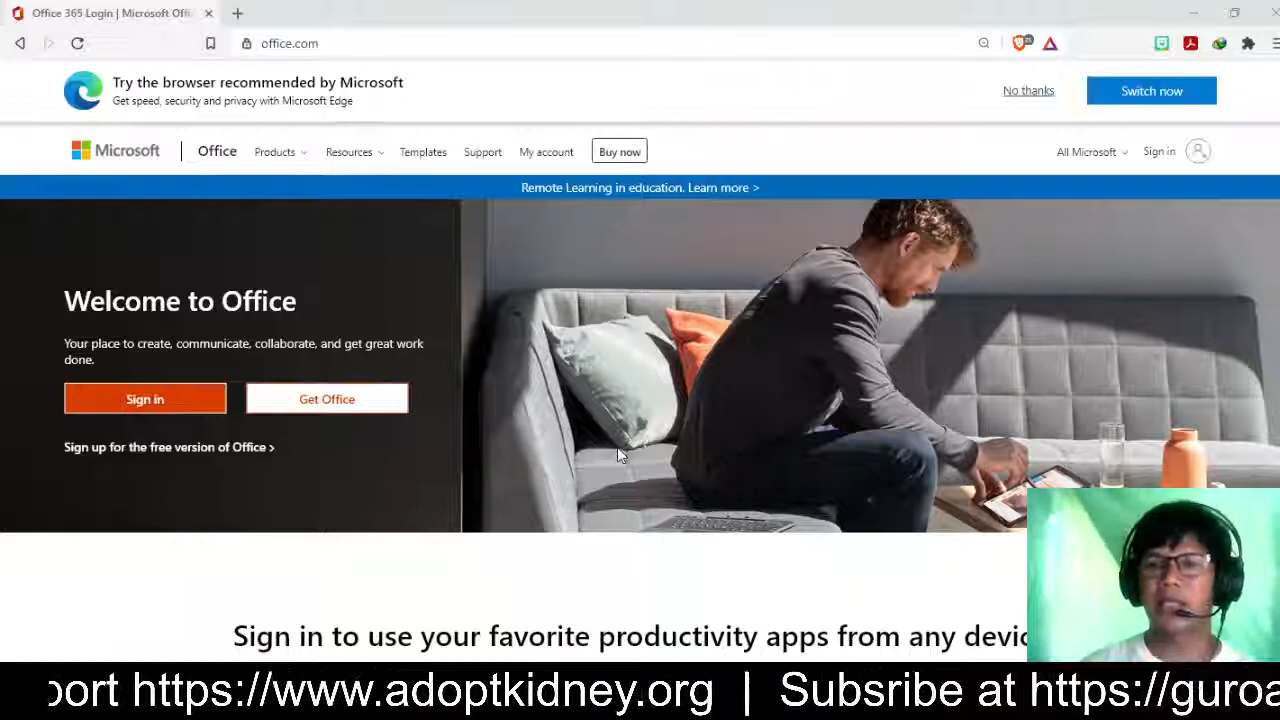 Office 365 Login | Microsoft Offi
office.com
25
Try the browser recommended by Microsoft
Get speed, security and privacy with Microsoft Edge
No thanks
Switch now
Microsoft
Office
Products
Resources
Templates
Support
My account
Buy now
All Microsoft
Sign in
Remote Learning in education. Learn more >
Welcome to Office
Your place to create, communicate, collaborate, and get great work
done.
Sign in
Get Office
Sign up for the free version of Office >
Sign in to use your favorite productivity apps from any devic
port https://www.adoptkidney.org | Subsribe at https://guroa